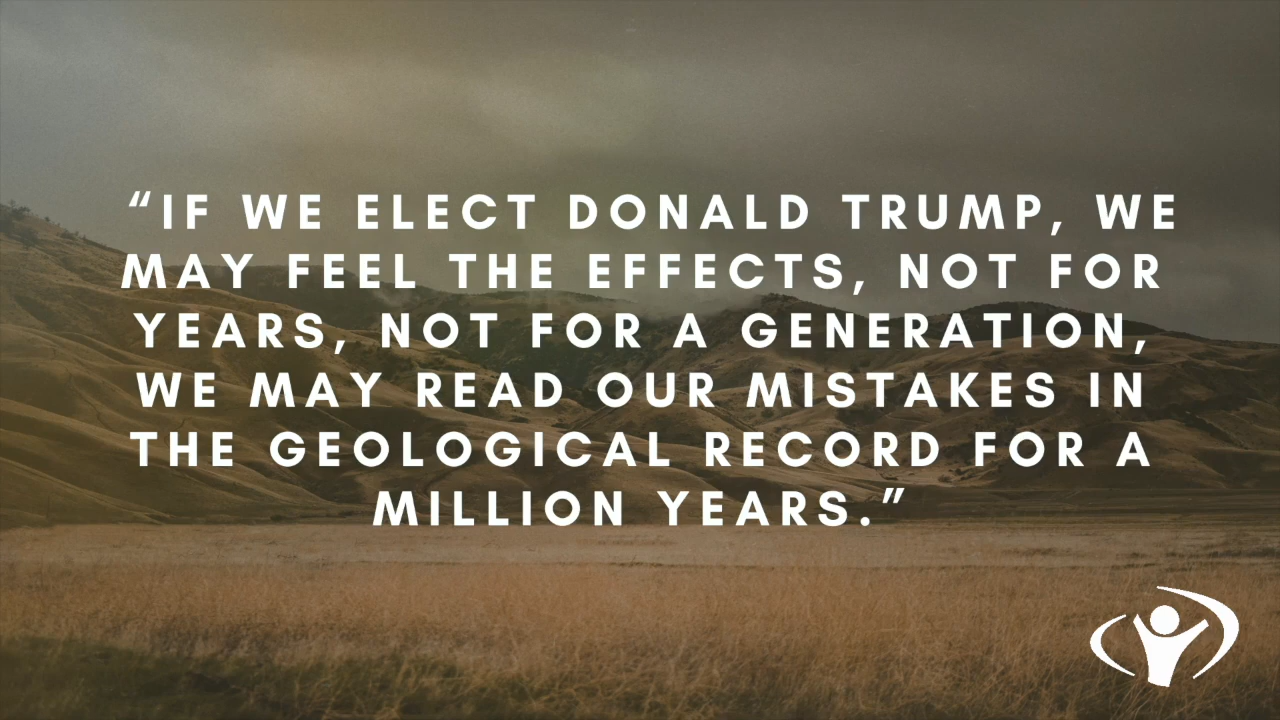 “IF WE ELECT DONALD TRUMP, WE
MAY FEEL THE EFFECTS, NOT FOR
YEARS, NOT FOR A GENERATION,
WE MAY READ OUR MISTAKES IN
THE GEOLOGICAL RECORD FOR A
MILLION YEARS.”